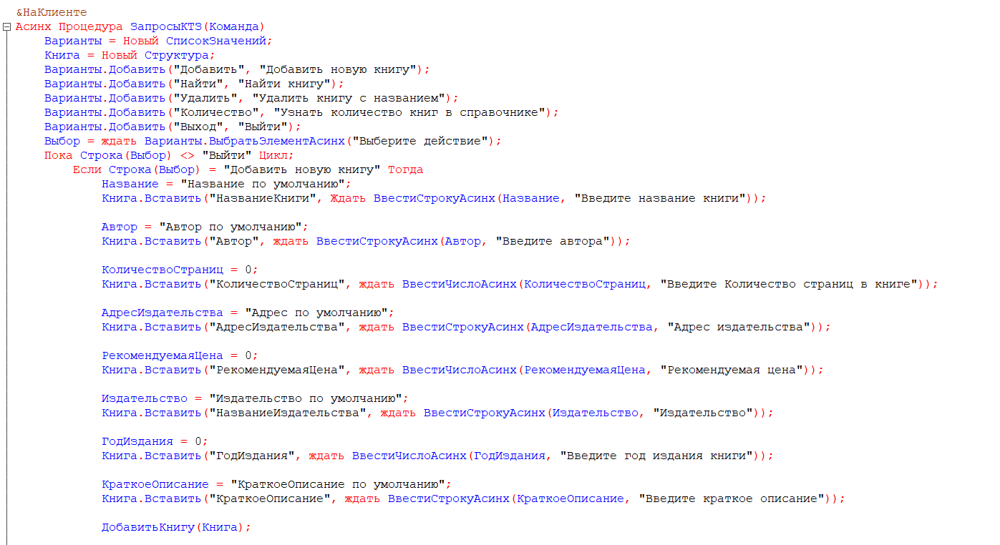 &НаКлиенте
Асинх Процедура ЗапросыКТЗ(Команда)
Варианты = Новый СписокЗначений;
Книга = Новый Структура;
Варианты.Добавить("Добавить", "Добавить новую книгу");
Варианты.Добавить("Найти", "Найти книгу");
Варианты.Добавить("Удалить", "Удалить книгу с названием");
Варианты.Добавить("Количество", "Узнать количество книг в справочнике");
Варианты.Добавить("Выход", "Выйти");
Выбор = ждать Варианты.ВыбратьЭлементАсинх("Выберите действие");
Пока Строка(Выбор) <> "Выйти" Цикл;
Если Строка(Выбор) = "Добавить новую книгу" Тогда
Название = "Название по умолчанию";
Книга.Вставить("НазваниеКниги", Ждать ВвестиСтрокуАсинх(Название, "Введите название книги"));
Автор = "Автор по умолчанию";
Книга.Вставить("Автор", ждать ВвестиСтрокуАсинх(Автор, "Введите автора"));
КоличествоСтраниц = 0;
Книга.Вставить("КоличествоСтраниц", ждать ВвестиЧислоАсинх(КоличествоСтраниц, "Введите Количество страниц в книге"));
АдресИздательства = "Адрес по умолчанию";
Книга.Вставить("АдресИздательства", ждать ВвестиСтрокуАсинх(АдресИздательства, "Адрес издательства"));
РекомендуемаяЦена = 0;
Книга.Вставить("РекомендуемаяЦена", ждать ВвестиЧислоАсинх(РекомендуемаяЦена, "Рекомендуемая цена"));
Издательство = "Издательство по умолчанию";
Книга.Вставить("НазваниеИздательства", ждать ВвестиСтрокуАсинх(Издательство, "Издательство"));
ГодИздания = 0;
Книга.Вставить("ГодИздания", ждать ВвестиЧислоАсинх(ГодИздания, "Введите год издания книги"));
КраткоеОписание = "КраткоеОписание по умолчанию";
Книга.Вставить("КраткоеОписание", ждать ВвестиСтрокуАсинх(КраткоеОписание, "Введите краткое описание"));
ДобавитьКнигу(Книга);